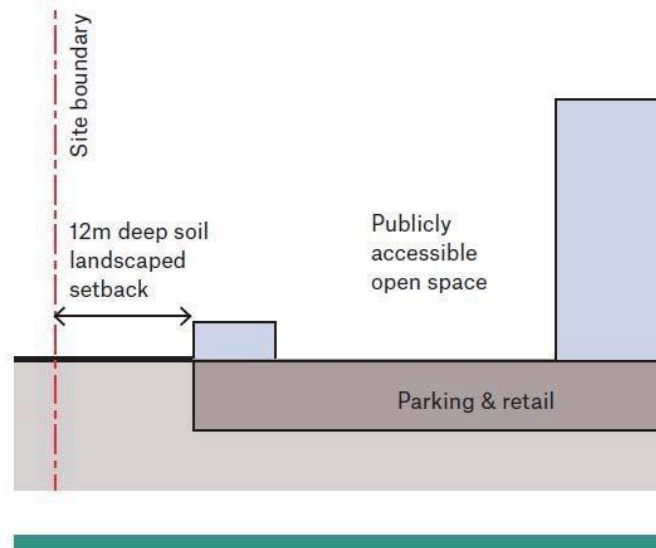 Site boundary
12m deep soil
landscaped
setback
Publicly
accessible
open space
Parking & retail